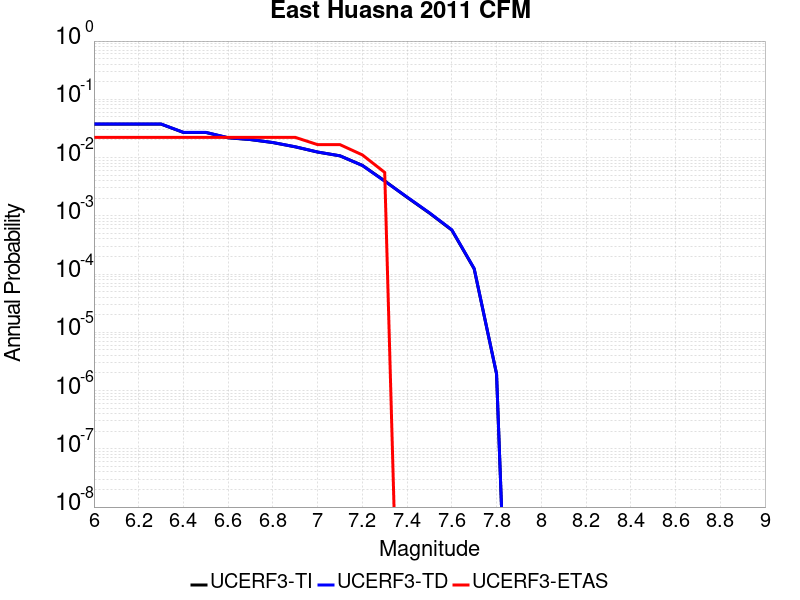 East Huasna 2011 CFM
10^0
10^-1
10^-2
10^-3
10^-4
10^-5
10^-6
10^-7
10^-8
Annual Probability
6 6.2 6.4 6.6 6.8 7 7.2 7.4 7.6 7.8 8 8.2 8.4 8.6 8.8 9
Magnitude
UCERF3-TI UCERF3-TD UCERF3-ETAS